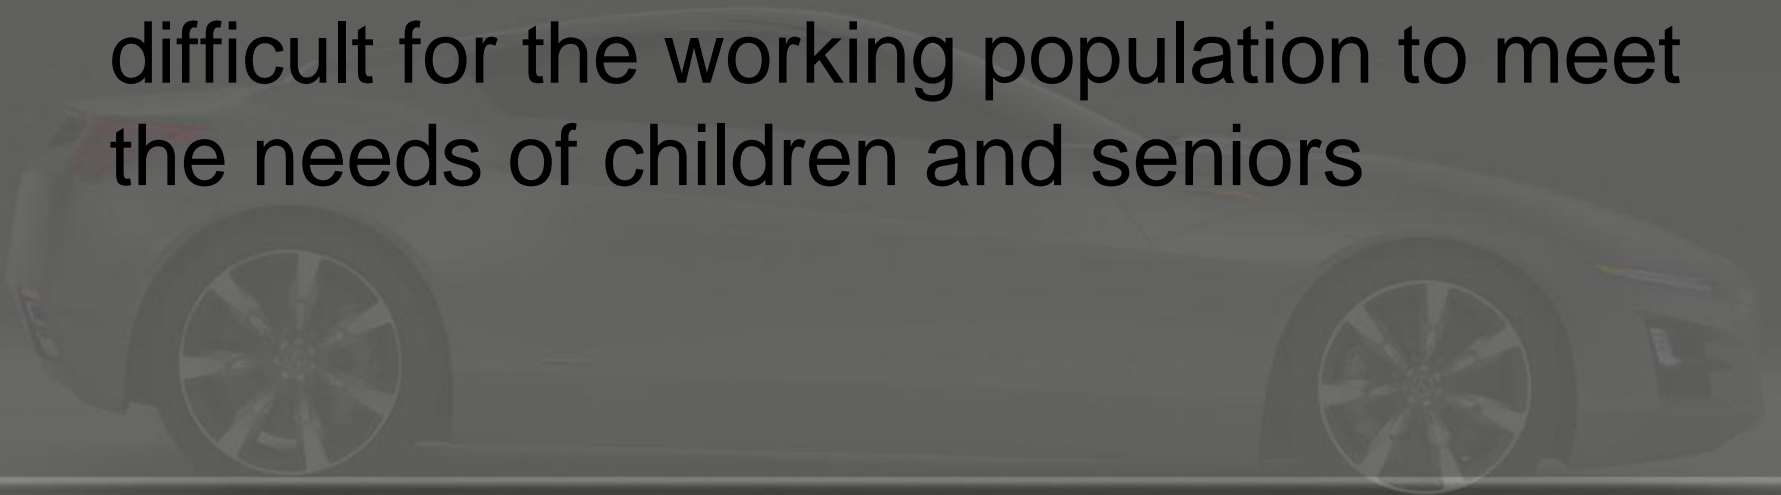 difficult for the working population to meet
the needs of children and seniors